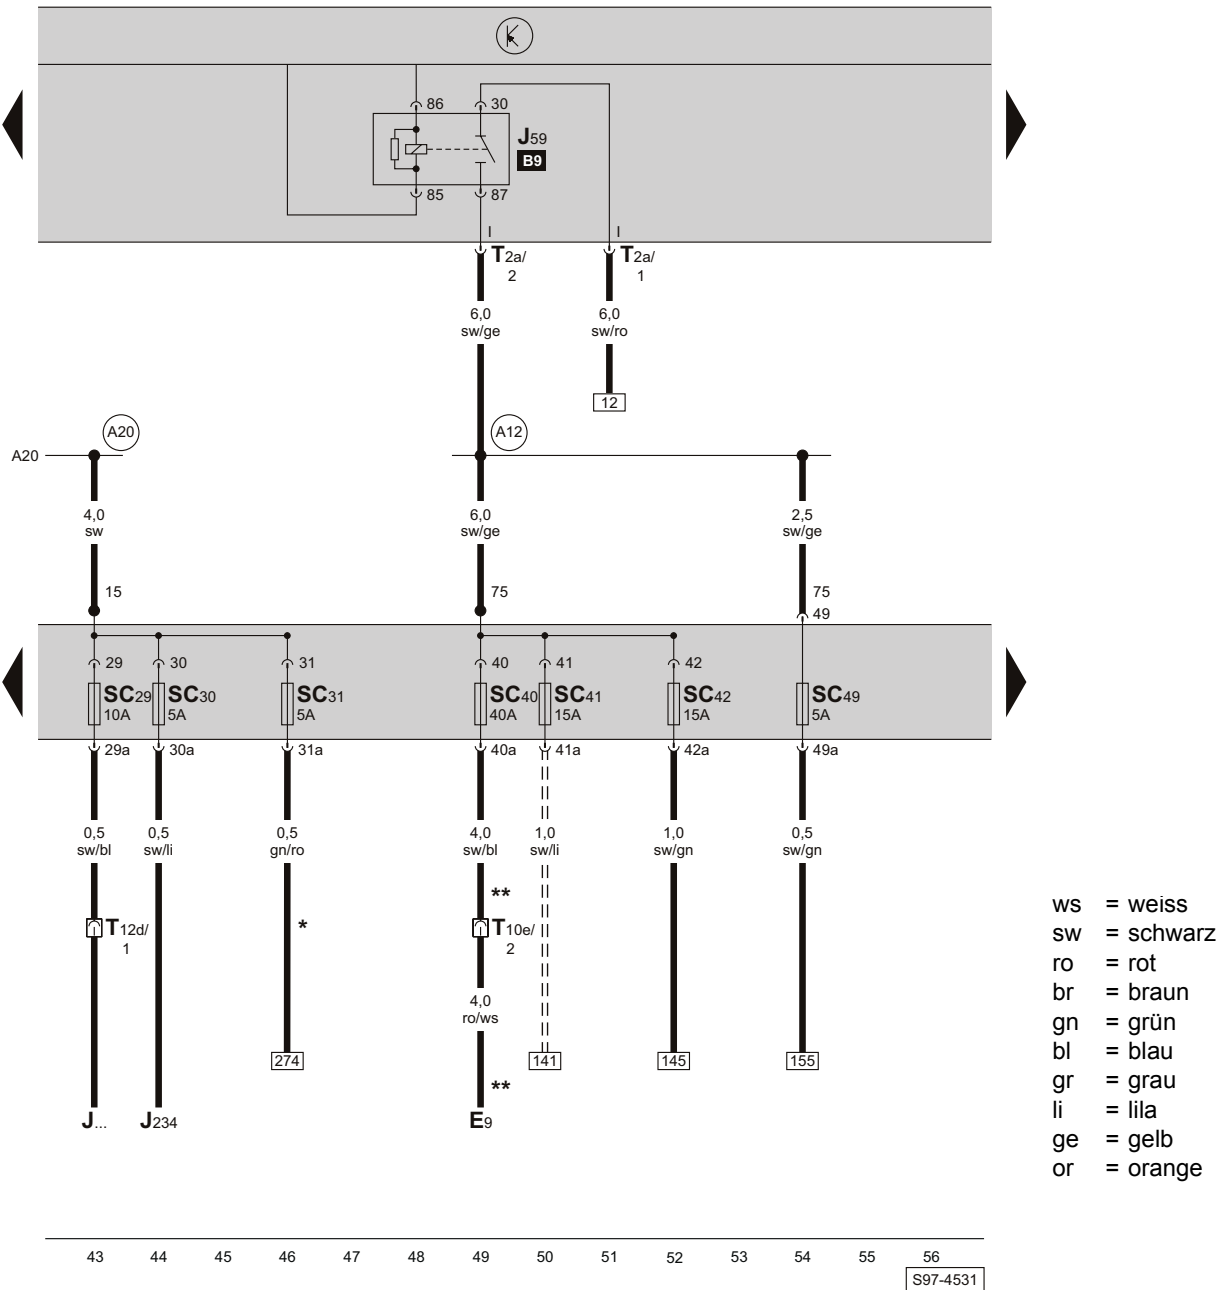 86 30
J59
B9
85 87
I I
T2a/ T2a/
2 1
6,0 6,0
sw/ge sw/ro
12
A20 A12
A20
4,0 6,0 2,5
sw sw/ge sw/ge
15 75 75
49
29 30 31 40 41 42
SC29 SC30 SC31 SC40 SC41 SC42 SC49
10A 5A 5A 40A 15A 15A 5A
29a 30a 31a 40a 41a 42a 49a
0,5 0,5 0,5 4,0 1,0 1,0 0,5
sw/bl sw/li gn/ro sw/bl sw/li sw/gn sw/gn
**
T12d/ * T10e/
1 2
4,0
ro/ws
274 141 145 155
**
J... J234 E9
ws = weiss
sw = schwarz
ro = rot
br = braun
gn = grün
bl = blau
gr = grau
li = lila
ge = gelb
or = orange
43 44 45 46 47 48 49 50 51 52 53 54 55 56
S97-4531